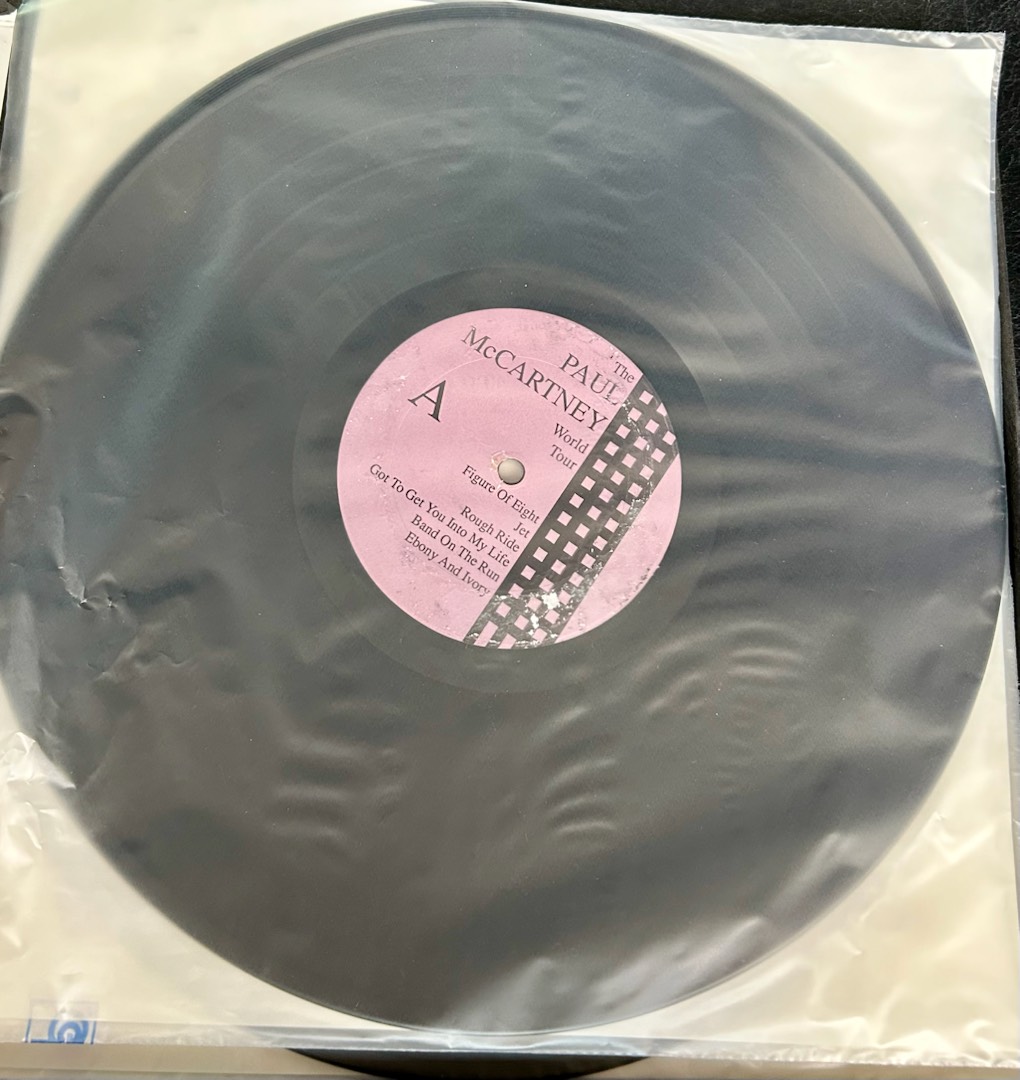 The
PAUL
McCARTNEY
World
Tour
A
Figure Of Eight
Jet
Rough Ride
Got To Get You Into My Life
Band On The Run
Ebony And Ivory